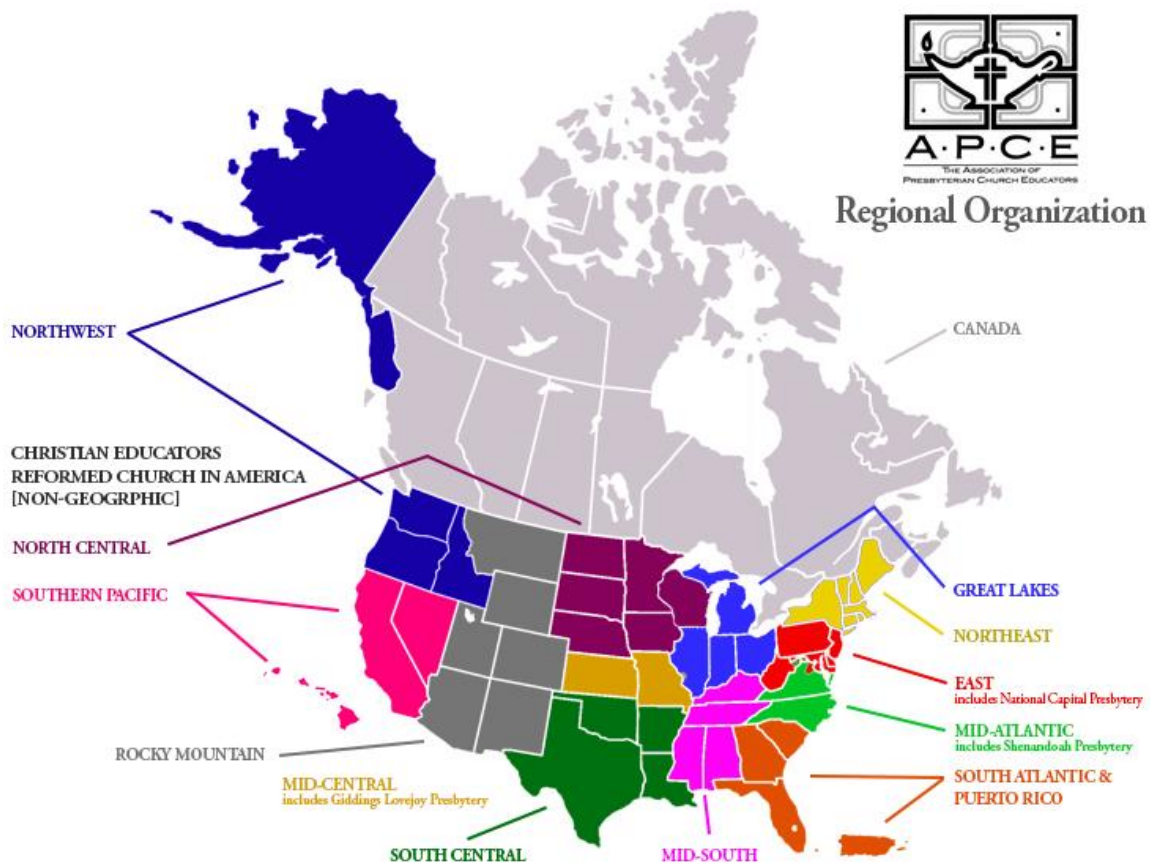 A·P·C·E
THE ASSOCIATION OF
PRESBYTERIAN CHURCH EDUCATORS
Regional Organization
NORTHWEST
CANADA
CHRISTIAN EDUCATORS
REFORMED CHURCH IN AMERICA
[NON-GEOGRPHIC]
NORTH CENTRAL
SOUTHERN PACIFIC
GREAT LAKES
NORTHEAST
EAST
includes National Capital Presbytery
MID-ATLANTIC
includes Shenandoah Presbytery
ROCKY MOUNTAIN
MID-CENTRAL
includes Giddings Lovejoy Presbytery
SOUTH ATLANTIC &
PUERTO RICO
SOUTH CENTRAL
MID-SOUTH